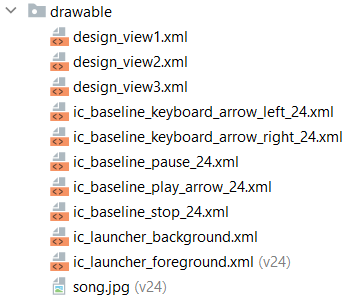 drawable
design_view1.xml
design_view2.xml
design_view3.xml
ic_baseline_keyboard_arrow_left_24.xml
ic_baseline_keyboard_arrow_right_24.xml
ic_baseline_pause_24.xml
ic_baseline_play_arrow_24.xml
ic_baseline_stop_24.xml
ic_launcher_background.xml
ic_launcher_foreground.xml (v24)
song.jpg (v24)